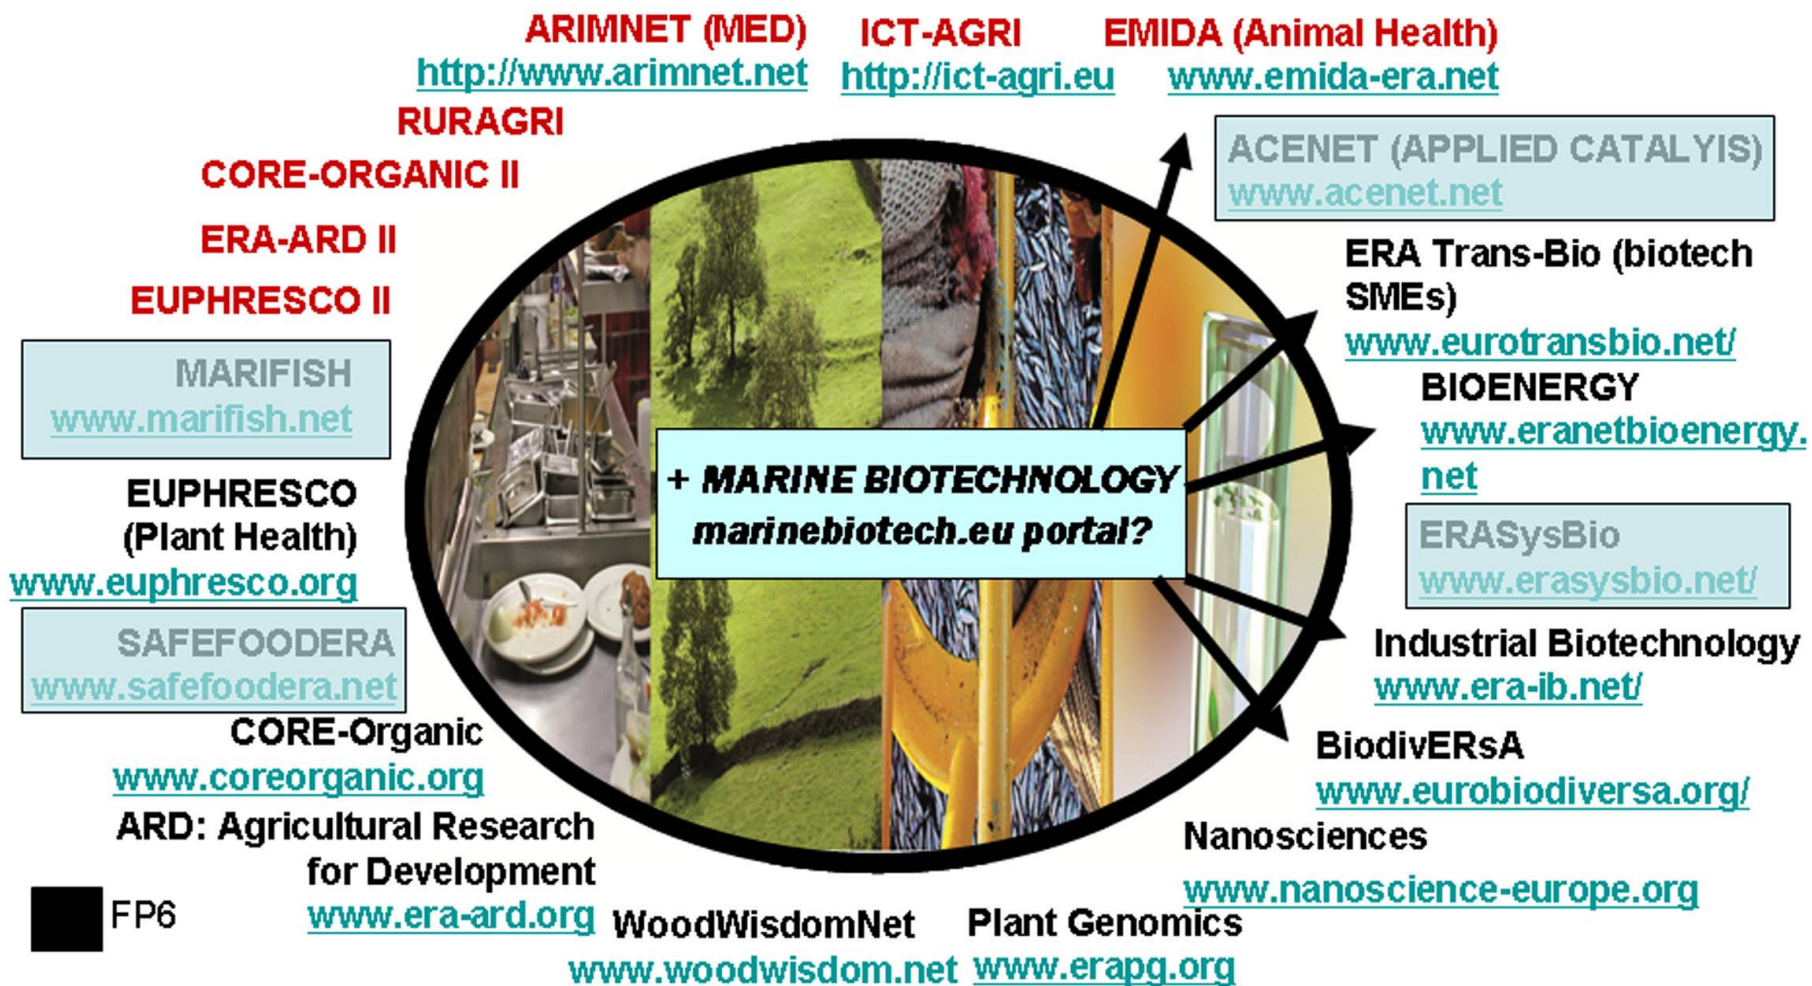 ARIMNET (MED)
http://www.arimnet.net
ICT-AGRI
http://ict-agri.eu
EMIDA (Animal Health)
www.emida-era.net
RURAGRI
CORE-ORGANIC II
ERA-ARD II
EUPHRESCO II
MARIFISH
www.marifish.net
EUPHRESCO
(Plant Health)
www.euphresco.org
SAFEFOODERA
www.safefoodera.net
CORE-Organic
www.coreorganic.org
ARD: Agricultural Research
for Development
www.era-ard.org
FP6
+ MARINE BIOTECHNOLOGY
marinebiotech.eu portal?
ACENET (APPLIED CATALYIS)
www.acenet.net
ERA Trans-Bio (biotech
SMEs)
www.eurotransbio.net/
BIOENERGY
www.eranetbioenergy.
net
ERASysBio
www.erasysbio.net/
Industrial Biotechnology
www.era-ib.net/
BiodivERsA
www.eurobiodiversa.org/
Nanosciences
www.nanoscience-europe.org
WoodWisdomNet
www.woodwisdom.net
Plant Genomics
www.erapg.org